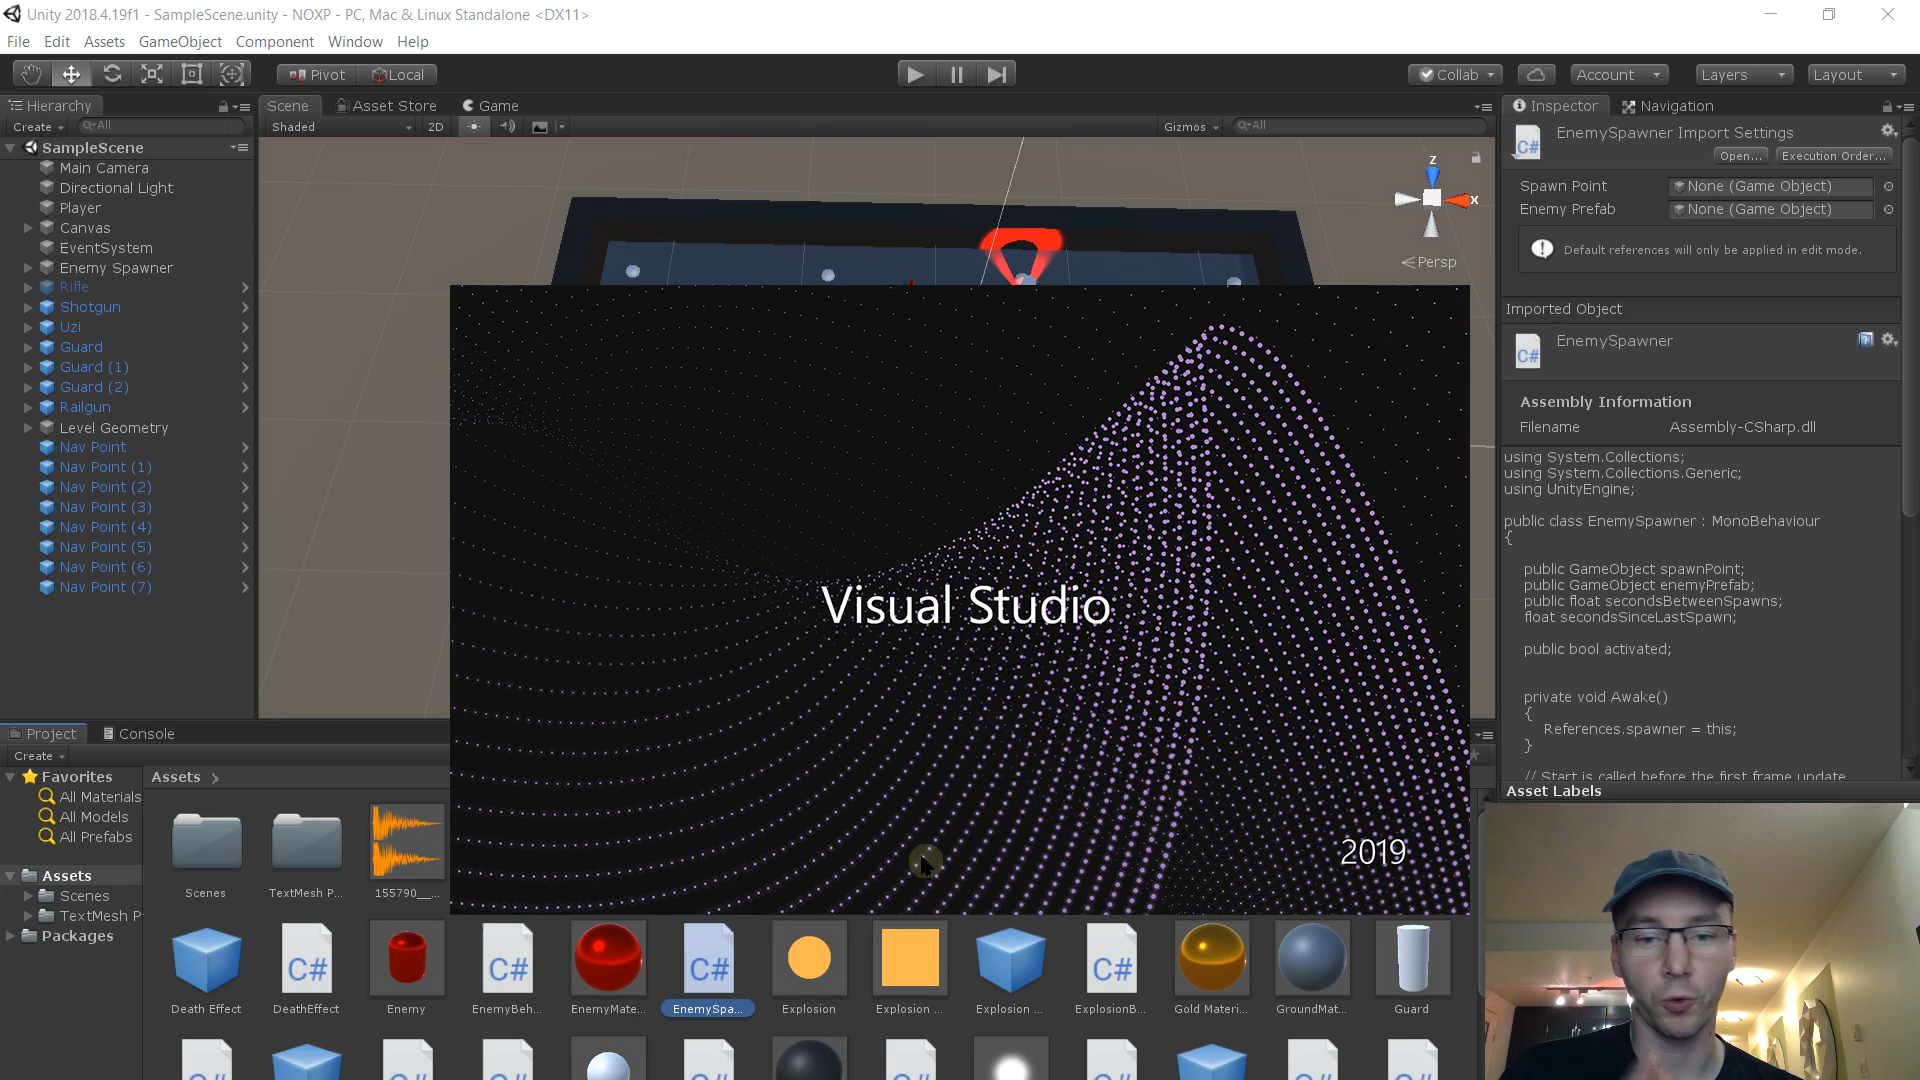 Unity 2018.4.19f1 - SampleScene.unity - NOXP - PC, Mac & Linux Standalone <DX11>
File Edit Assets GameObject Component Window Help
Pivot Local Collab Account Layers Layout
Hierarchy
Create All
SampleScene
Main Camera
Directional Light
Player
Canvas
EventSystem
Enemy Spawner
Rifle
Shotgun
Uzi
Guard
Guard (1)
Guard (2)
Railgun
Level Geometry
Nav Point
Nav Point (1)
Nav Point (2)
Nav Point (3)
Nav Point (4)
Nav Point (5)
Nav Point (6)
Nav Point (7)
Scene Asset Store Game
Shaded 2D Gizmos All
z
x
Persp
Visual Studio
2019
Inspector Navigation
EnemySpawner Import Settings
Open... Execution Order...
Spawn Point None (Game Object)
Enemy Prefab None (Game Object)
Default references will only be applied in edit mode.
Imported Object
C# EnemySpawner
Assembly Information
Filename Assembly-CSharp.dll
using System.Collections;
using System.Collections.Generic;
using UnityEngine;
public class EnemySpawner : MonoBehaviour
{
public GameObject spawnPoint;
public GameObject enemyPrefab;
public float secondsBetweenSpawns;
float secondsSinceLastSpawn;
public bool activated;
private void Awake()
{
References.spawner = this;
}
// Start is called before the first frame update
Asset Labels
Project Console
Create
Favorites
All Materials
All Models
All Prefabs
Assets
Scenes
TextMesh P
Packages
Assets
Scenes TextMesh P... 155790__...
Death Effect DeathEffect Enemy EnemyBeh... EnemyMate... EnemySpa... Explosion Explosion ... Explosion ... ExplosionB... Gold Materi... GroundMat... Guard